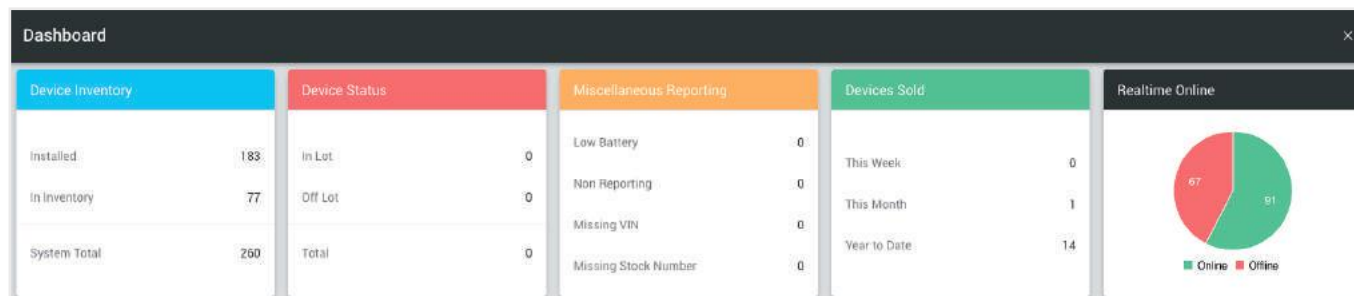 Dashboard ×
Device Inventory
Installed 183
In Inventory 77
System Total 260
Device Status
In Lot 0
Off Lot 0
Total 0
Miscellaneous Reporting
Low Battery 0
Non Reporting 0
Missing VIN 0
Missing Stock Number 0
Devices Sold
This Week 0
This Month 1
Year to Date 14
Realtime Online
67 91
Online Offline